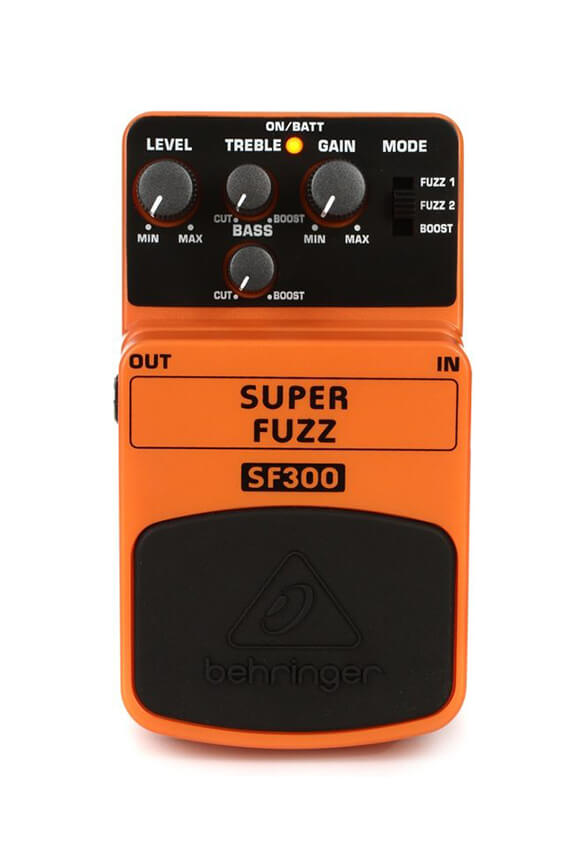 ON/BATT
LEVEL TREBLE GAIN MODE
FUZZ 1
FUZZ 2
CUT BOOST BOOST
BASS
MIN MAX MIN MAX
CUT BOOST
OUT IN
SUPER
FUZZ
SF300
behringer